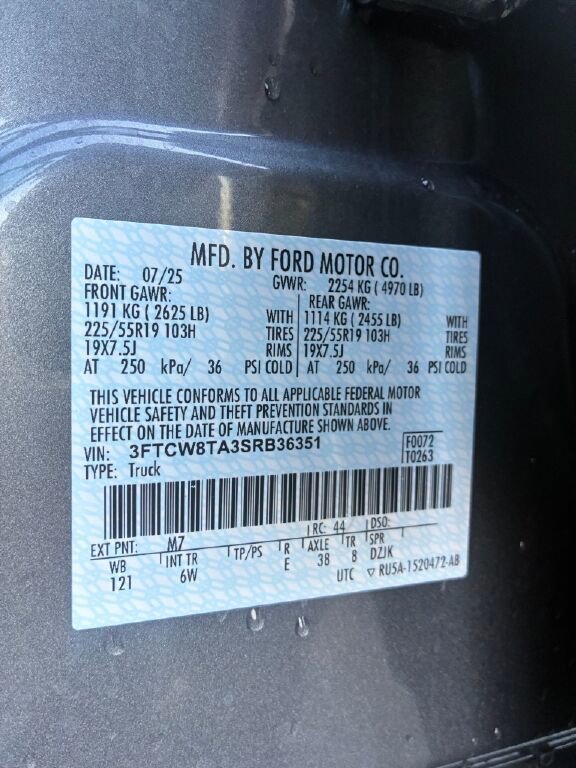 MFD. BY FORD MOTOR CO.
DATE: 07/25 GVWR: 2254 KG ( 4970 LB)
FRONT GAWR: REAR GAWR:
1191 KG ( 2625 LB) WITH 1114 KG ( 2455 LB) WITH
225/55R19 103H TIRES 225/55R19 103H TIRES
19X7.5J RIMS 19X7.5J RIMS
AT 250 kPa/ 36 PSI COLD AT 250 kPa/ 36 PSI COLD
THIS VEHICLE CONFORMS TO ALL APPLICABLE FEDERAL MOTOR
VEHICLE SAFETY AND THEFT PREVENTION STANDARDS IN
EFFECT ON THE DATE OF MANUFACTURE SHOWN ABOVE.
VIN: 3FTCW8TA3SRB36351 F0072
TYPE: Truck T0263
EXT PNT: M7 RC: 44 DSO:
WB INT TR TP/PS R AXLE TR SPR
121 6W E 38 8 DZJK
UTC ▽ RU5A-1520472-AB